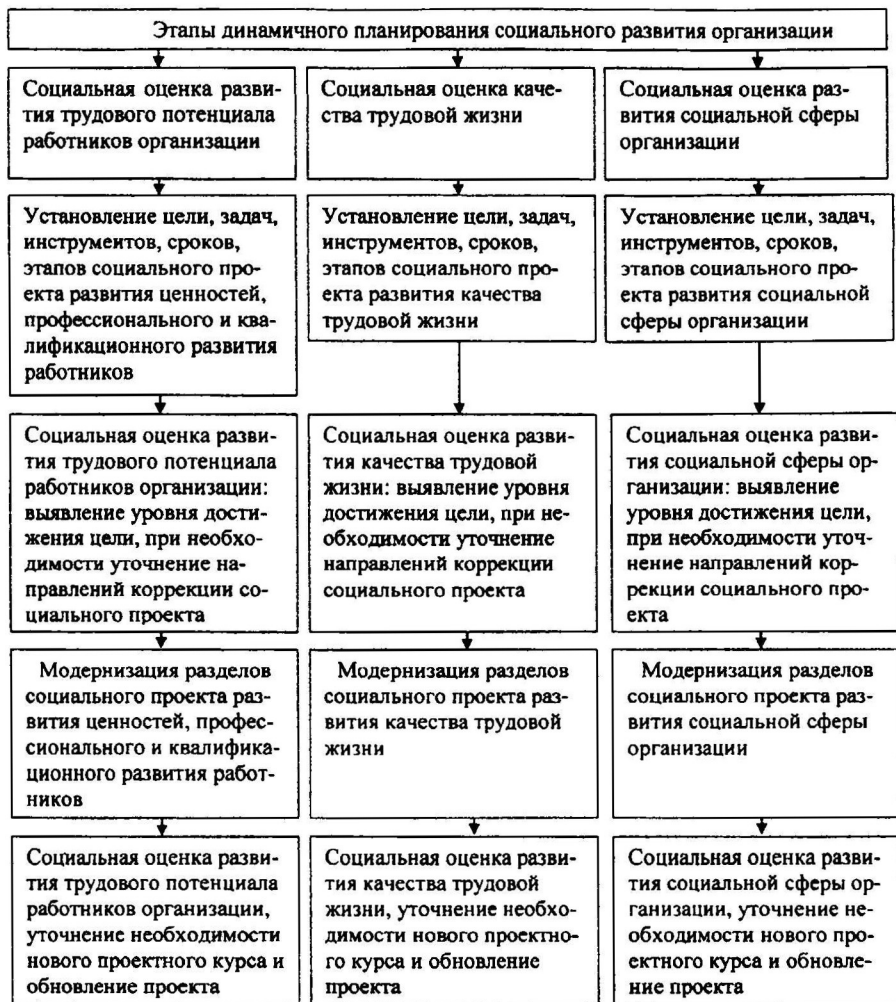 Этапы динамичного планирования социального развития организации
Социальная оценка разви-
тия трудового потенциала
работников организации
Социальная оценка каче-
ства трудовой жизни
Социальная оценка раз-
вития социальной сферы
организации
Установление цели, задач,
инструментов, сроков,
этапов социального про-
екта развития ценностей,
профессионального и ква-
лификационного развития
работников
Установление цели, задач,
инструментов, сроков,
этапов социального про-
екта развития качества
трудовой жизни
Установление цели, задач,
инструментов, сроков,
этапов социального про-
екта развития социальной
сферы организации
Социальная оценка разви-
тия трудового потенциала
работников организации:
выявление уровня дости-
жения цели, при необхо-
димости уточнение на-
правлений коррекции со-
циального проекта
Социальная оценка разви-
тия качества трудовой
жизни: выявление уровня
достижения цели, при не-
обходимости уточнение
направлений коррекции
социального проекта
Социальная оценка разви-
тия социальной сферы ор-
ганизации: выявление
уровня достижения цели,
при необходимости уточ-
нение направлений кор-
рекции социального про-
екта
Модернизация разделов
социального проекта раз-
вития ценностей, профес-
сионального и квалифика-
ционного развития работ-
ников
Модернизация разделов
социального проекта раз-
вития качества трудовой
жизни
Модернизация разделов
социального проекта раз-
вития социальной сферы
организации
Социальная оценка разви-
тия трудового потенциала
работников организации,
уточнение необходимости
нового проектного курса и
обновление проекта
Социальная оценка разви-
тия качества трудовой
жизни, уточнение необхо-
димости нового проектно-
го курса и обновление
проекта
Социальная оценка разви-
тия социальной сферы ор-
ганизации, уточнение не-
обходимости нового про-
ектного курса и обновле-
ние проекта